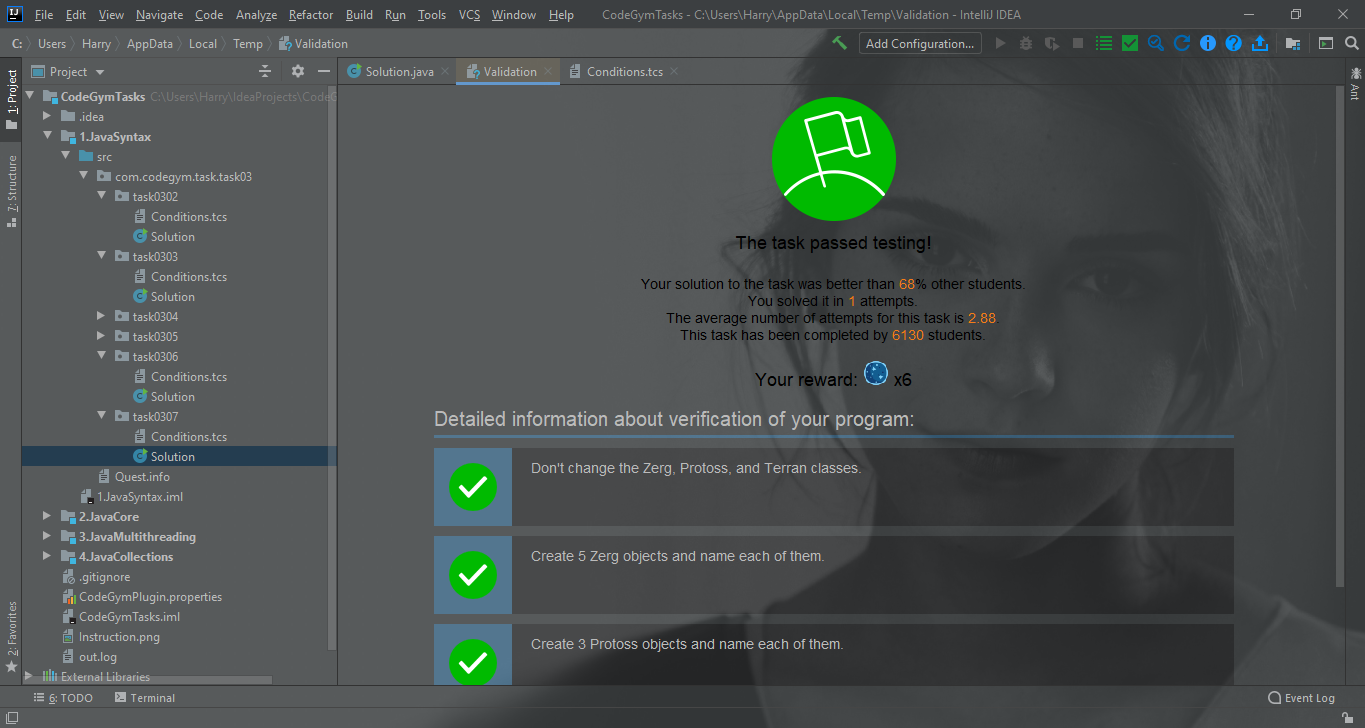 IJ File Edit View Navigate Code Analyze Refactor Build Run Tools VCS Window Help CodeGymTasks - C:\Users\Harry\AppData\Local\Temp\Validation - IntelliJ IDEA
C: Users Harry AppData Local Temp Validation Add Configuration...
Project Solution.java Validation Conditions.tcs
1: Project
7: Structure
2: Favorites
Ant
CodeGymTasks C:\Users\Harry\IdeaProjects\CodeG
.idea
1.JavaSyntax
src
com.codegym.task.task03
task0302
Conditions.tcs
Solution
task0303
Conditions.tcs
Solution
task0304
task0305
task0306
Conditions.tcs
Solution
task0307
Conditions.tcs
Solution
Quest.info
1.JavaSyntax.iml
2.JavaCore
3.JavaMultithreading
4.JavaCollections
.gitignore
CodeGymPlugin.properties
CodeGymTasks.iml
Instruction.png
out.log
External Libraries
The task passed testing!
Your solution to the task was better than 68% other students.
You solved it in 1 attempts.
The average number of attempts for this task is 2.88.
This task has been completed by 6130 students.
Your reward: x6
Detailed information about verification of your program:
Don't change the Zerg, Protoss, and Terran classes.
Create 5 Zerg objects and name each of them.
Create 3 Protoss objects and name each of them.
6: TODO Terminal Event Log